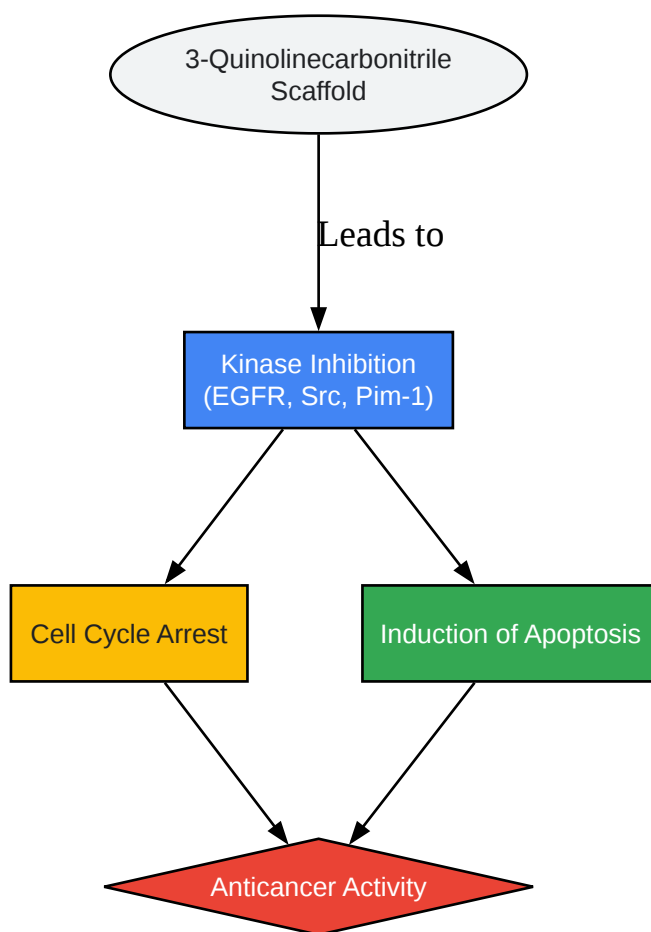 3-Quinolinecarbonitrile
Scaffold
Leads to
Kinase Inhibition
(EGFR, Src, Pim-1)
Cell Cycle Arrest
Induction of Apoptosis
Anticancer Activity